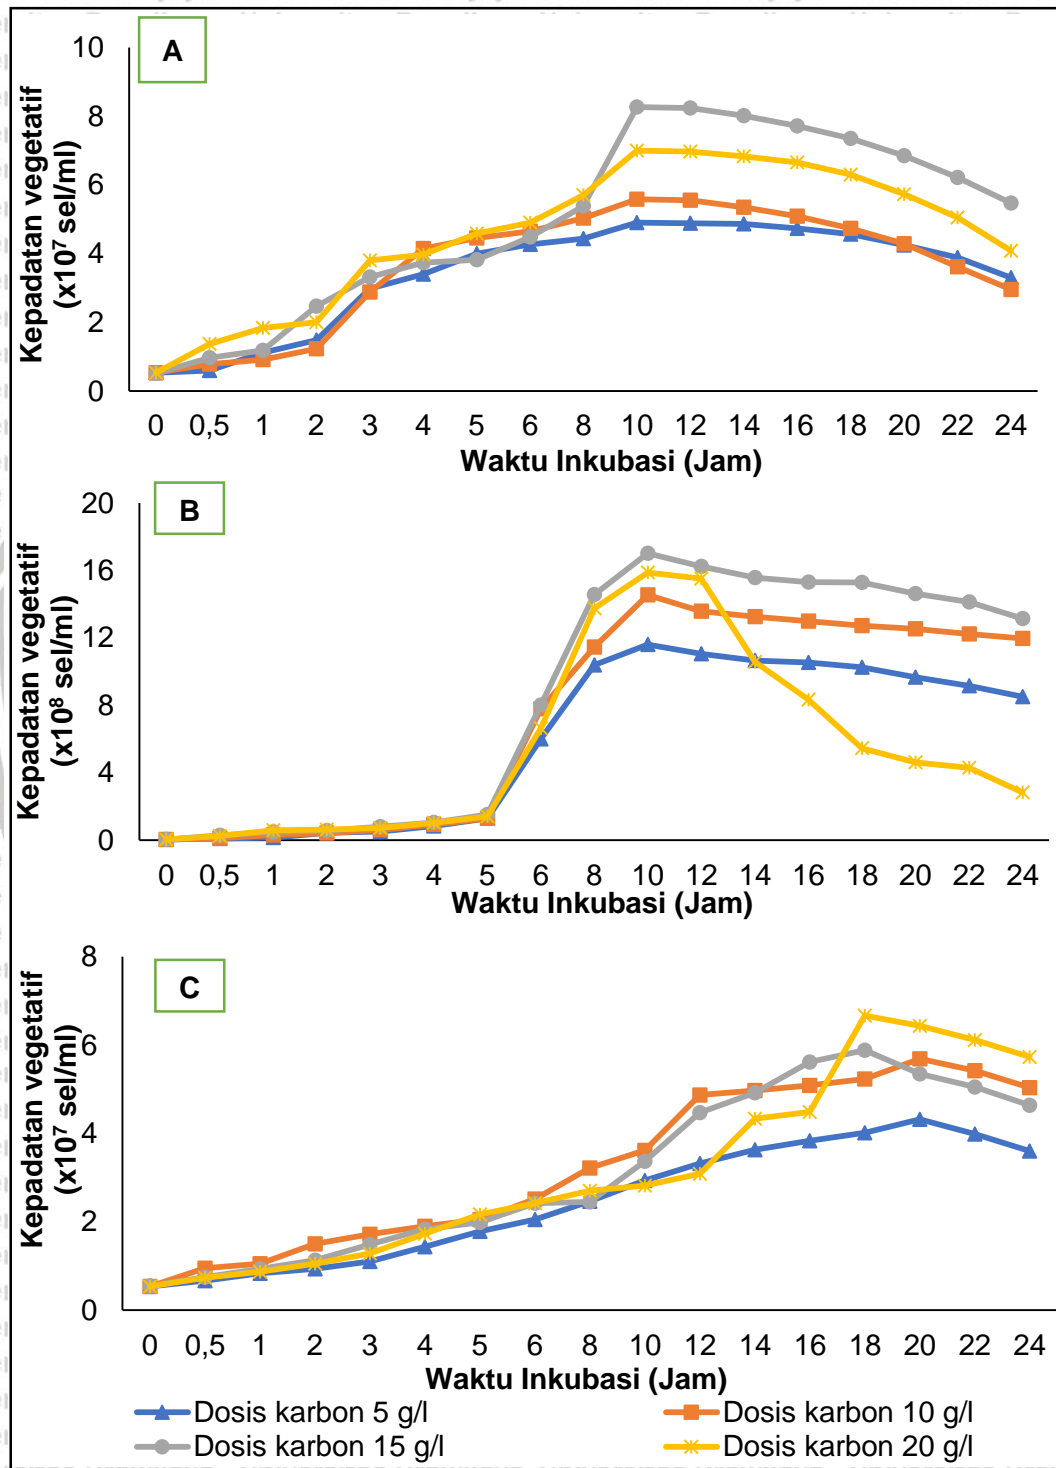 A
Kepadatan vegetatif
(x10⁷ sel/ml)
10
8
6
4
2
0
0 0,5 1 2 3 4 5 6 8 10 12 14 16 18 20 22 24
Waktu Inkubasi (Jam)
B
Kepadatan vegetatif
(x10⁸ sel/ml)
20
16
12
8
4
0
0 0,5 1 2 3 4 5 6 8 10 12 14 16 18 20 22 24
Waktu Inkubasi (Jam)
C
Kepadatan vegetatif
(x10⁷ sel/ml)
8
6
4
2
0
0 0,5 1 2 3 4 5 6 8 10 12 14 16 18 20 22 24
Waktu Inkubasi (Jam)
Dosis karbon 5 g/l Dosis karbon 10 g/l
Dosis karbon 15 g/l Dosis karbon 20 g/l